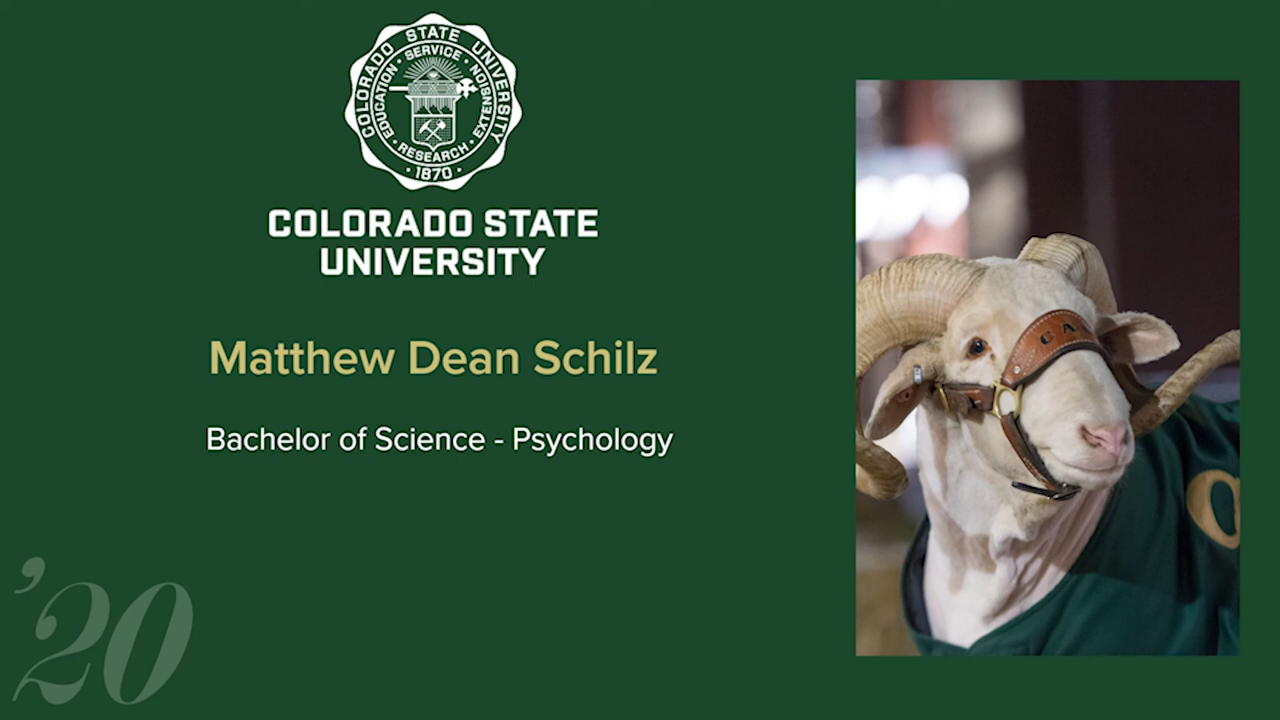 COLORADO STATE UNIVERSITY
EDUCATION · SERVICE · EXTENSION
· RESEARCH ·
· 1870 ·
COLORADO STATE
UNIVERSITY
Matthew Dean Schilz
Bachelor of Science - Psychology
CA
’20